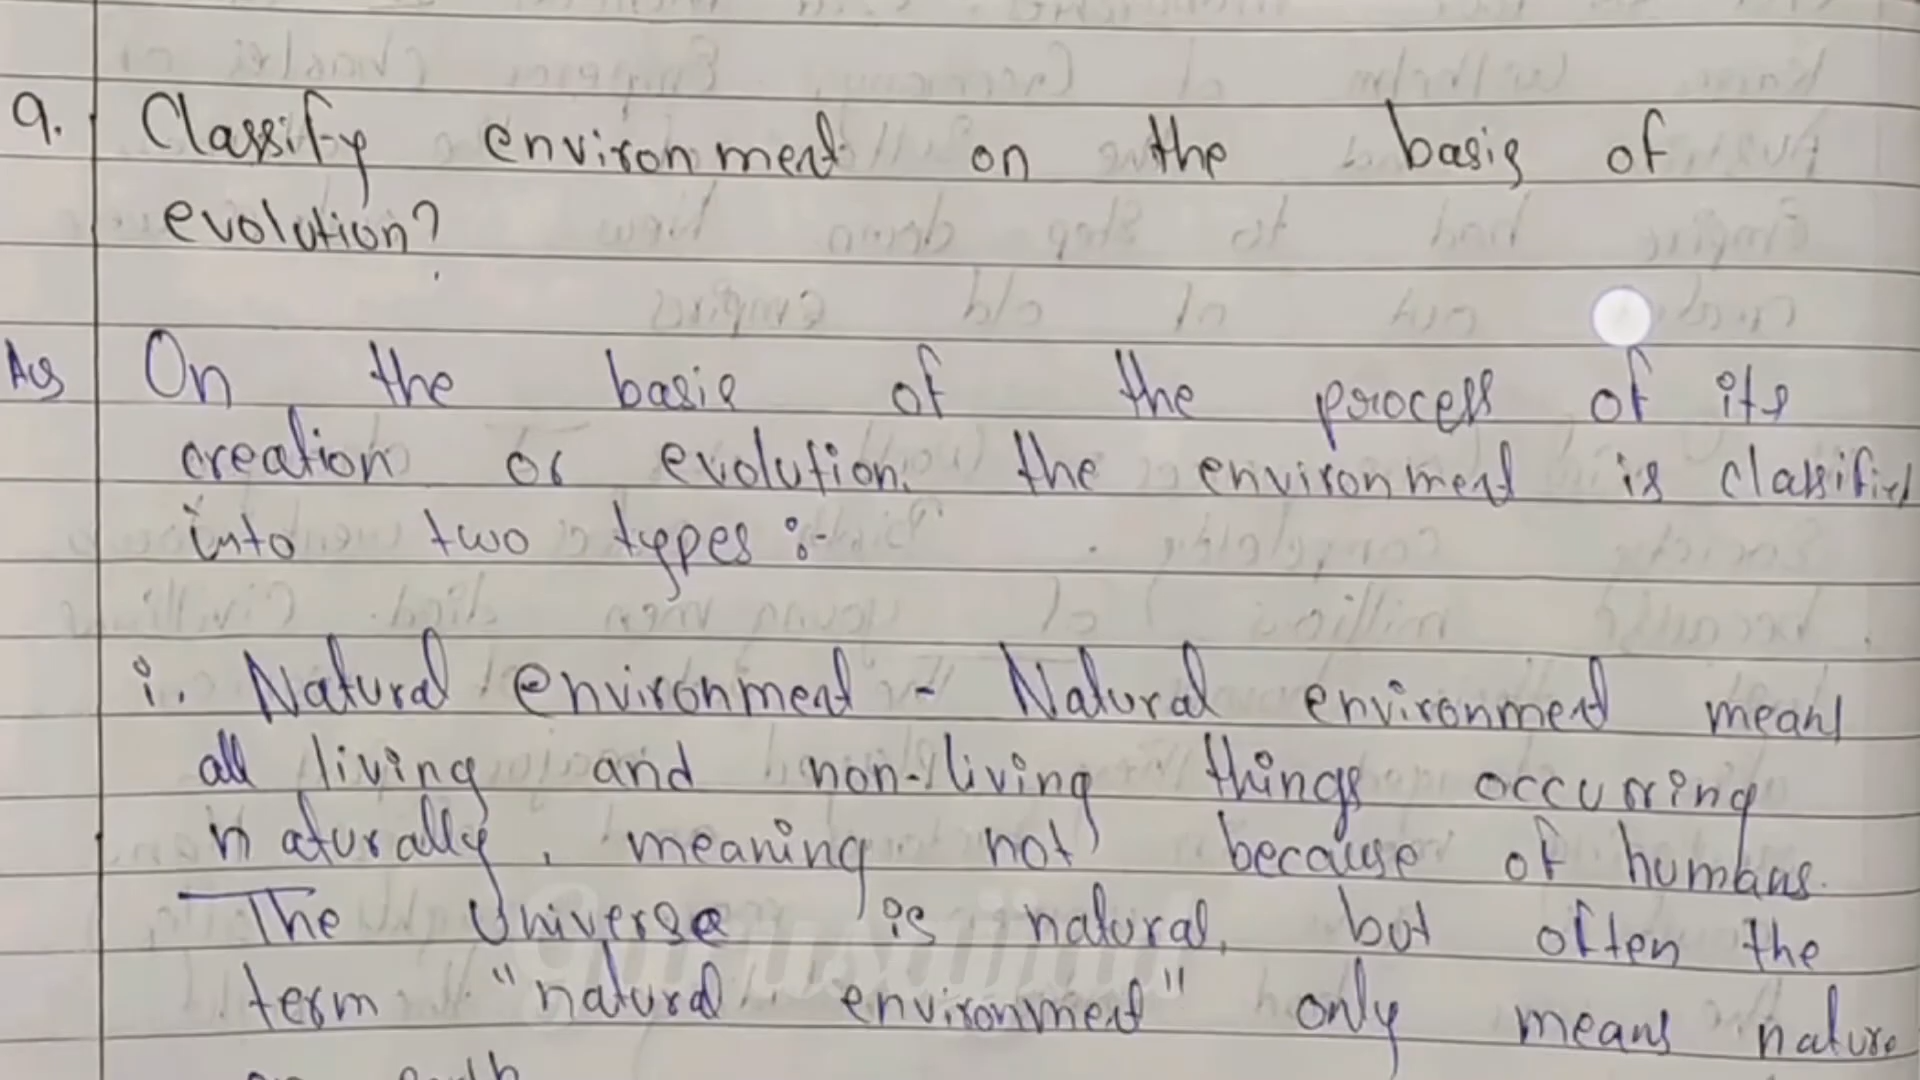 9. Classify environment on the basis of
evolution?
Ans On the basis of the process of its
creation or evolution. the environment is classified
into two types :-
i. Natural environment - Natural environment means
all living and non-living things occurring
naturally, meaning not because of humans.
The Universe is natural, but often the
term "natural environment" only means nature
on earth